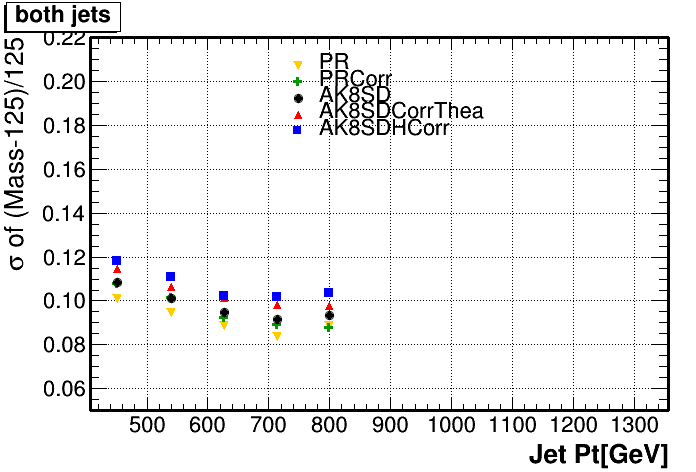 both jets
σ of (Mass-125)/125
0.22
0.20
0.18
0.16
0.14
0.12
0.10
0.08
0.06
PR
PRCorr
AK8SD
AK8SDCorrThea
AK8SDHCorr
500 600 700 800 900 1000 1100 1200 1300
Jet Pt[GeV]